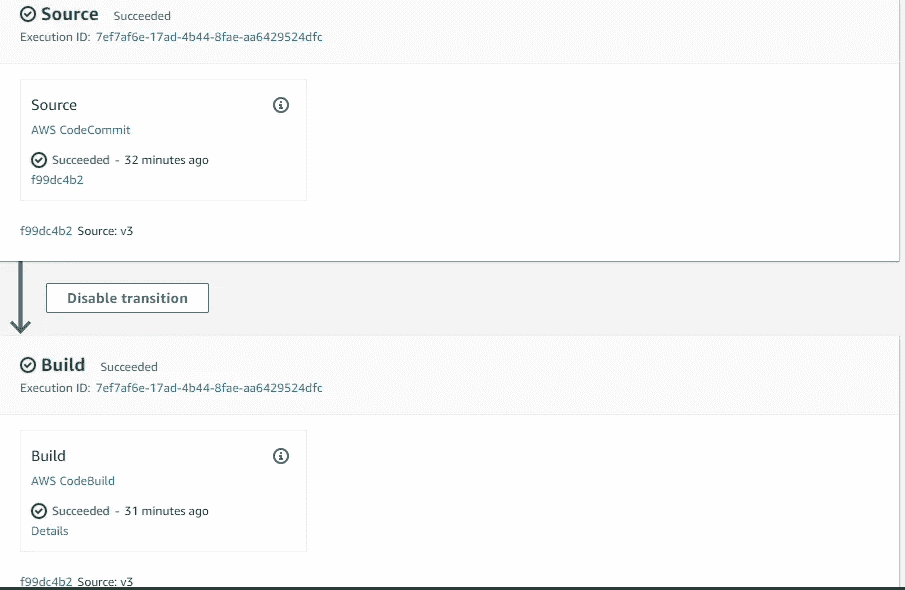 Source Succeeded
Execution ID: 7ef7af6e-17ad-4b44-8fae-aa6429524dfc
Source
AWS CodeCommit
Succeeded - 32 minutes ago
f99dc4b2
f99dc4b2 Source: v3
Disable transition
Build Succeeded
Execution ID: 7ef7af6e-17ad-4b44-8fae-aa6429524dfc
Build
AWS CodeBuild
Succeeded - 31 minutes ago
Details
f99dc4b2 Source: v3